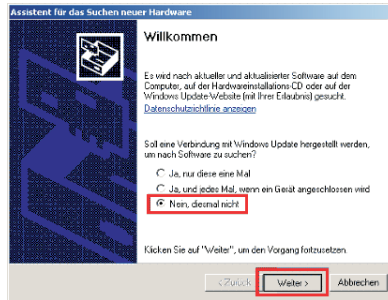 Assistent für das Suchen neuer Hardware
Willkommen
Es wird nach aktueller und aktualisierter Software auf dem
Computer, auf der Hardwareinstallations-CD oder auf der
Windows Update-Website (mit Ihrer Erlaubnis) gesucht.
Datenschutzrichtlinie anzeigen
Soll eine Verbindung mit Windows Update hergestellt werden,
um nach Software zu suchen?
Ja, nur diese eine Mal
Ja, und jedes Mal, wenn ein Gerät angeschlossen wird
Nein, diesmal nicht
Klicken Sie auf "Weiter", um den Vorgang fortzusetzen.
< Zurück
Weiter >
Abbrechen